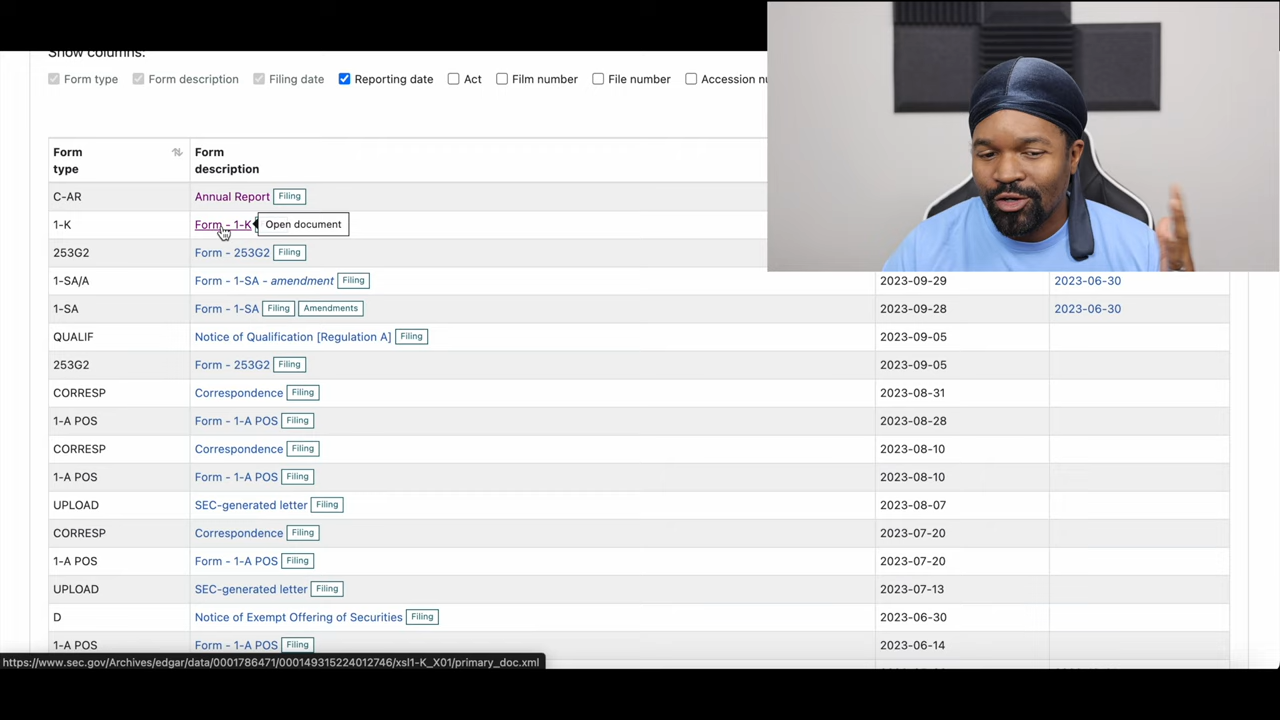 Show columns:
Form type Form description Filing date Reporting date Act Film number File number Accession nu
Form type Form description
C-AR Annual Report Filing
1-K Form - 1-K Open document
253G2 Form - 253G2 Filing
1-SA/A Form - 1-SA - amendment Filing 2023-09-29 2023-06-30
1-SA Form - 1-SA Filing Amendments 2023-09-28 2023-06-30
QUALIF Notice of Qualification [Regulation A] Filing 2023-09-05
253G2 Form - 253G2 Filing 2023-09-05
CORRESP Correspondence Filing 2023-08-31
1-A POS Form - 1-A POS Filing 2023-08-28
CORRESP Correspondence Filing 2023-08-10
1-A POS Form - 1-A POS Filing 2023-08-10
UPLOAD SEC-generated letter Filing 2023-08-07
CORRESP Correspondence Filing 2023-07-20
1-A POS Form - 1-A POS Filing 2023-07-20
UPLOAD SEC-generated letter Filing 2023-07-13
D Notice of Exempt Offering of Securities Filing 2023-06-30
1-A POS Form - 1-A POS Filing 2023-06-14
https://www.sec.gov/Archives/edgar/data/0001786471/000149315224012746/xsl1-K_X01/primary_doc.xml